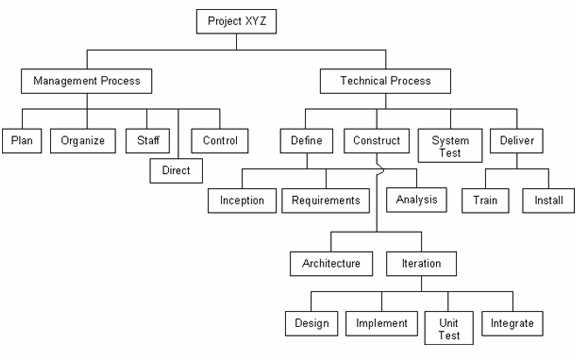 Project XYZ
Management Process
Technical Process
Plan
Organize
Staff
Control
Direct
Define
Construct
System
Test
Deliver
Inception
Requirements
Analysis
Train
Install
Architecture
Iteration
Design
Implement
Unit
Test
Integrate